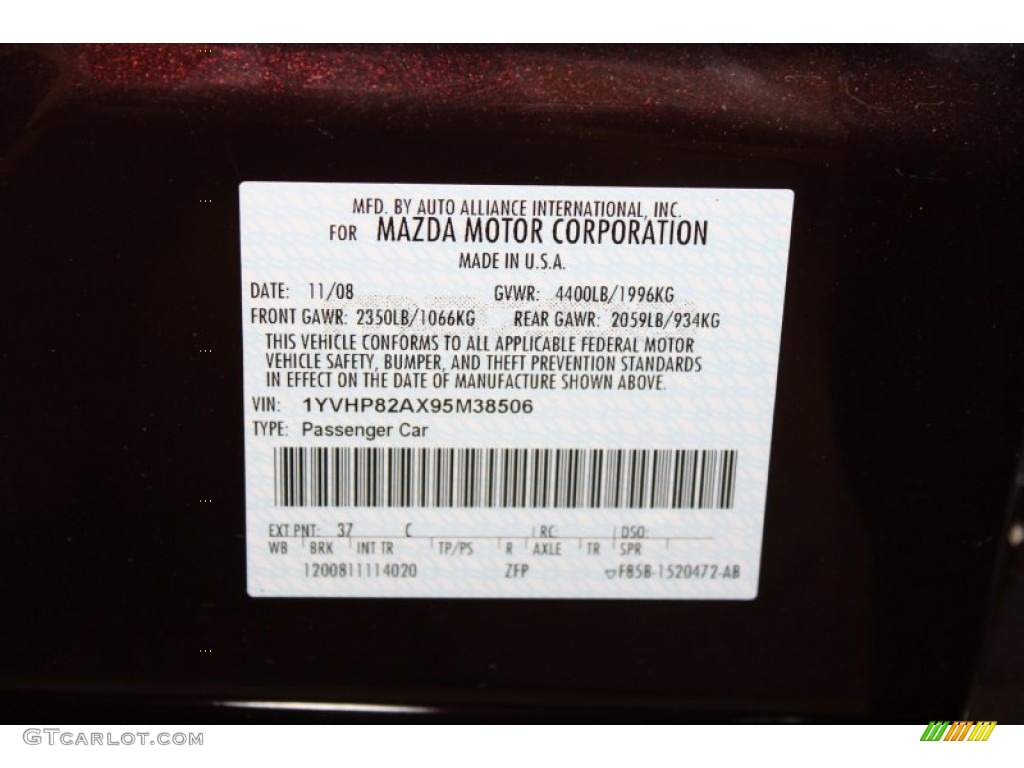 MFD. BY AUTO ALLIANCE INTERNATIONAL, INC.
FOR MAZDA MOTOR CORPORATION
MADE IN U.S.A.
DATE: 11/08 GVWR: 4400LB/1996KG
FRONT GAWR: 2350LB/1066KG REAR GAWR: 2059LB/934KG
THIS VEHICLE CONFORMS TO ALL APPLICABLE FEDERAL MOTOR
VEHICLE SAFETY, BUMPER, AND THEFT PREVENTION STANDARDS
IN EFFECT ON THE DATE OF MANUFACTURE SHOWN ABOVE.
VIN: 1YVHP82AX95M38506
TYPE: Passenger Car
EXT PNT: 37 C RC: DSO:
WB BRK INT TR TP/PS R AXLE TR SPR
1200811114020 ZFP F85B-1520472-AB
GTcarlot.com